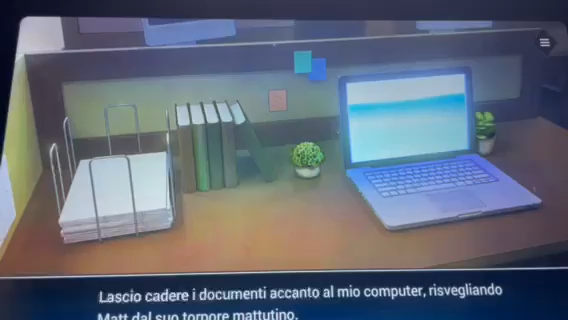 Lascio cadere i documenti accanto al mio computer, risvegliando
Matt dal suo torpore mattutino.